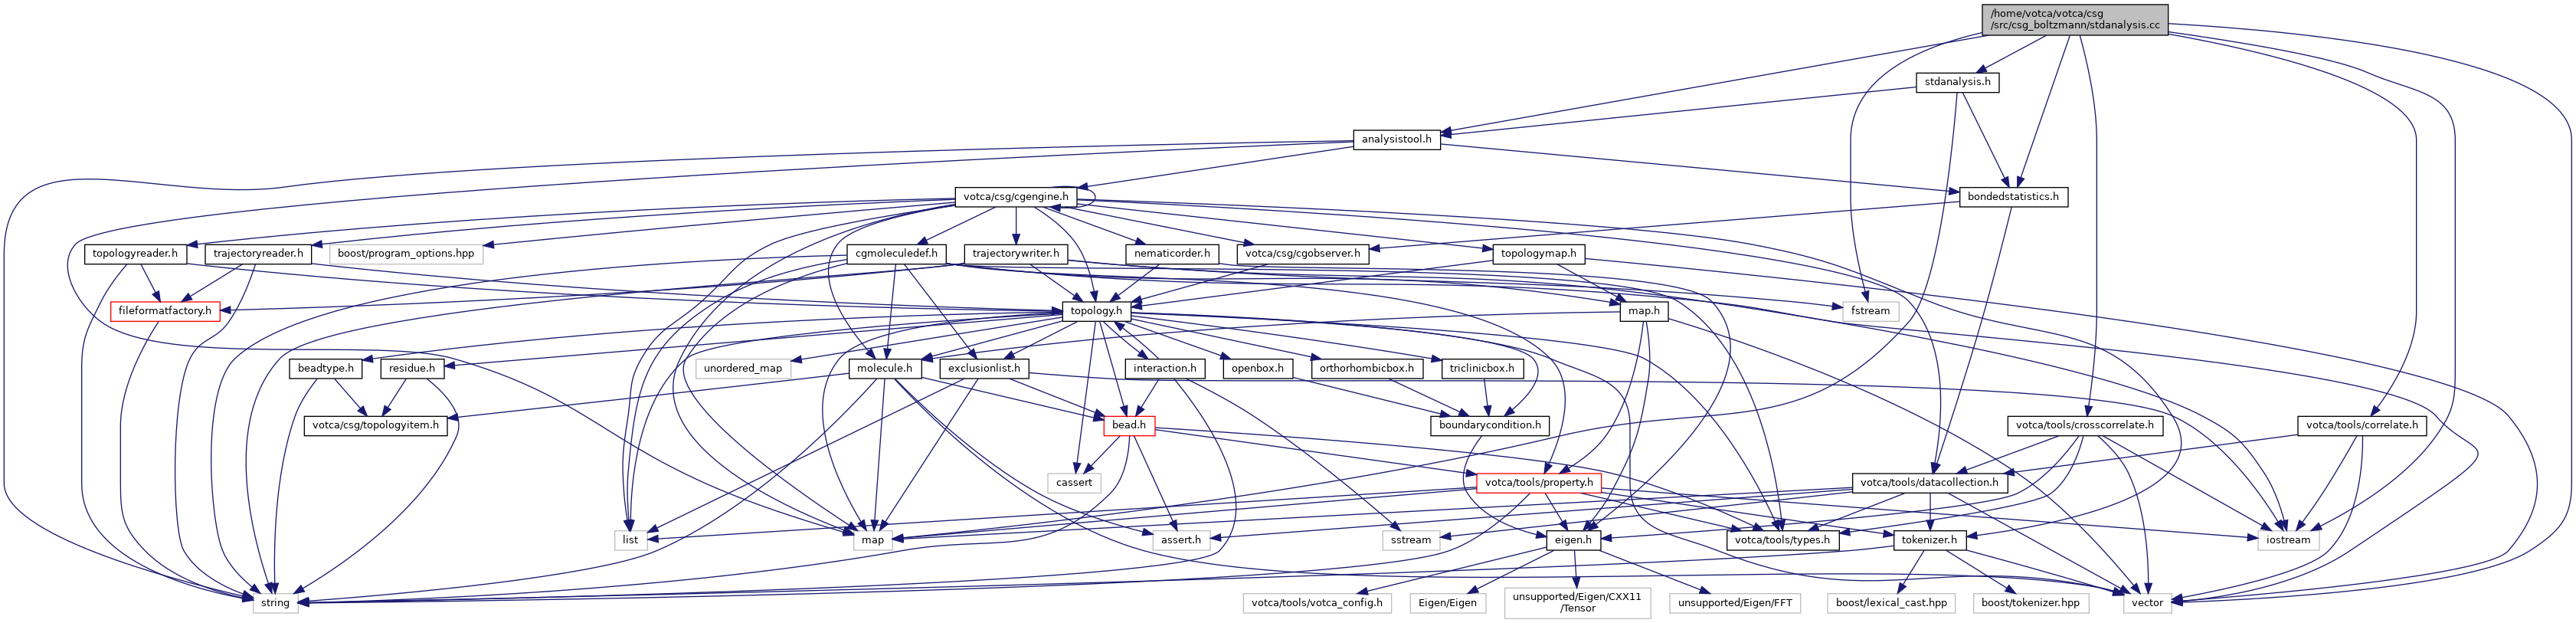 /home/votca/votca/csg
/src/csg_boltzmann/stdanalysis.cc
stdanalysis.h
analysistool.h
votca/csg/cgengine.h
bondedstatistics.h
topologyreader.h
trajectoryreader.h
boost/program_options.hpp
cgmoleculedef.h
trajectorywriter.h
nematicorder.h
votca/csg/cgobserver.h
topologymap.h
fileformatfactory.h
topology.h
map.h
fstream
beadtype.h
residue.h
unordered_map
molecule.h
exclusionlist.h
interaction.h
openbox.h
orthorhombicbox.h
triclinicbox.h
votca/csg/topologyitem.h
bead.h
boundarycondition.h
votca/tools/crosscorrelate.h
votca/tools/correlate.h
cassert
votca/tools/property.h
votca/tools/datacollection.h
list
map
assert.h
sstream
eigen.h
votca/tools/types.h
tokenizer.h
iostream
string
votca/tools/votca_config.h
Eigen/Eigen
unsupported/Eigen/CXX11
/Tensor
unsupported/Eigen/FFT
boost/lexical_cast.hpp
boost/tokenizer.hpp
vector